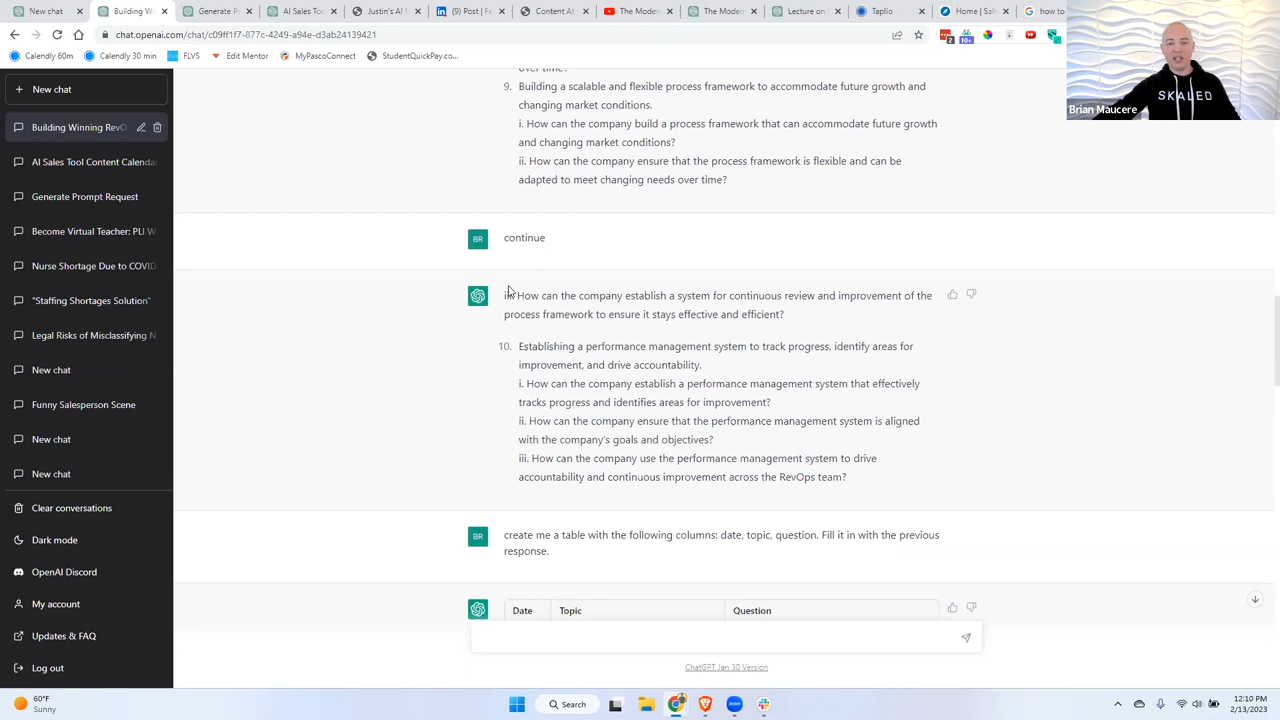 Building W
Generate P
AI Sales Too
Justin's AI T
(9) Post | F
Content As
The Moder
The Modern
Lecture on
Taplio
Home | Sale
how to
chat.openai.com/chat/c09ff1f7-877c-4249-a94e-d3ab241394d1
Calendly 60m
Calendly 30 min
FLVS
Edit Mentor
MyPascoConnect
StudentQuickPay.co...
New chat
Building Winning RevO
AI Sales Tool Content Calenda
Generate Prompt Request
Become Virtual Teacher: PLI W
Nurse Shortage Due to COVID
"Staffing Shortages Solution"
Legal Risks of Misclassifying N
New chat
Funny Salesperson Scene
New chat
New chat
Clear conversations
Dark mode
OpenAI Discord
My account
Updates & FAQ
Log out
over time?
9. Building a scalable and flexible process framework to accommodate future growth and
changing market conditions.
i. How can the company build a process framework that can accommodate future growth
and changing market conditions?
ii. How can the company ensure that the process framework is flexible and can be
adapted to meet changing needs over time?
BR
continue
iii. How can the company establish a system for continuous review and improvement of the
process framework to ensure it stays effective and efficient?
10. Establishing a performance management system to track progress, identify areas for
improvement, and drive accountability.
i. How can the company establish a performance management system that effectively
tracks progress and identifies areas for improvement?
ii. How can the company ensure that the performance management system is aligned
with the company's goals and objectives?
iii. How can the company use the performance management system to drive
accountability and continuous improvement across the RevOps team?
BR
create me a table with the following columns: date, topic, question. Fill it in with the previous
response.
Date Topic Question
ChatGPT Jan 30 Version
SKALED
Brian Maucere
60°F
Sunny
Search
12:10 PM
2/13/2023